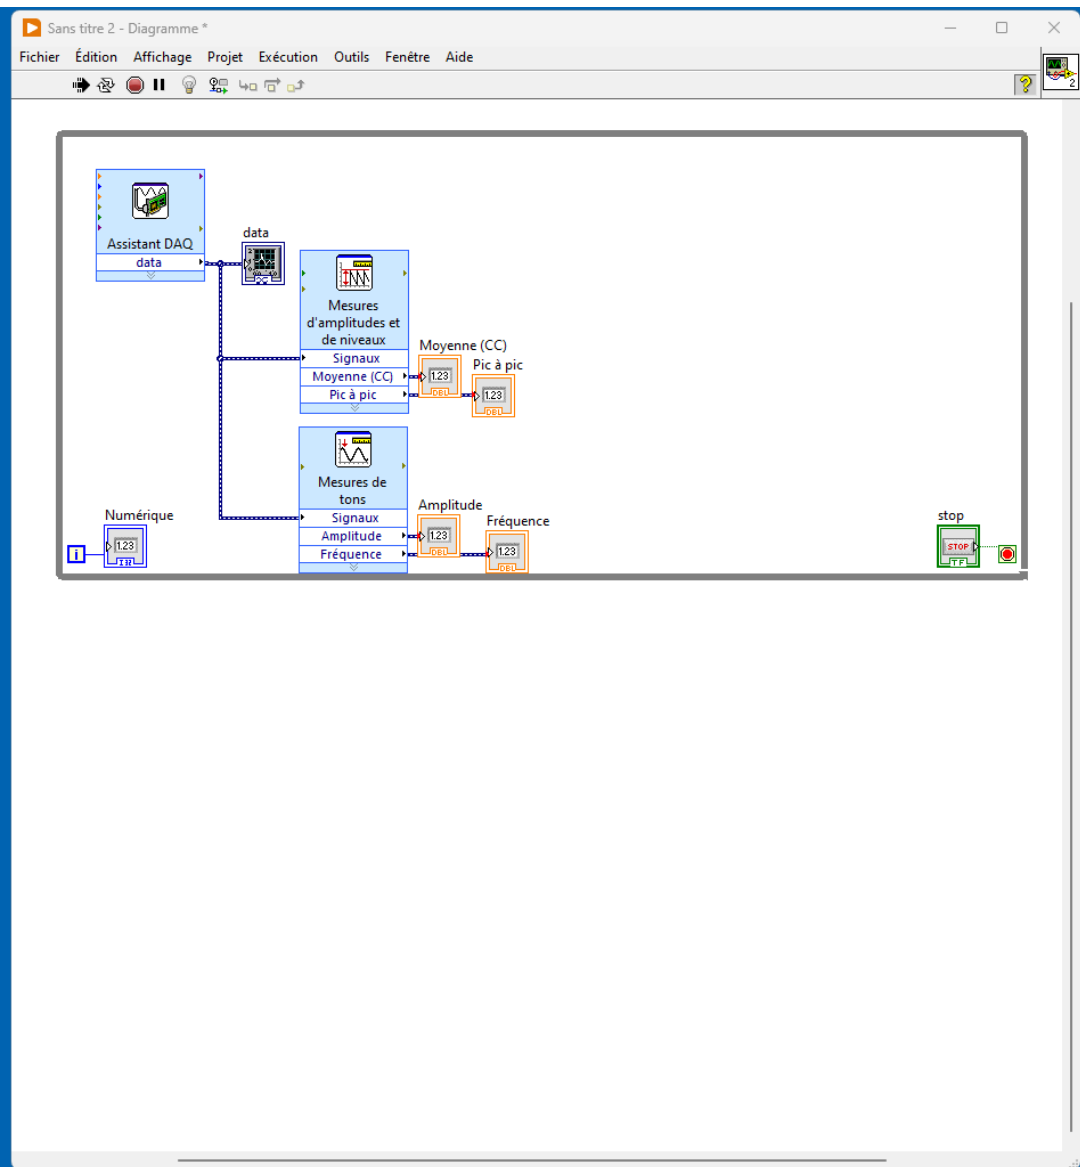 Sans titre 2 - Diagramme *
Fichier Édition Affichage Projet Exécution Outils Fenêtre Aide
2
Assistant DAQ
data
data
Mesures
d'amplitudes et
de niveaux
Signaux
Moyenne (CC)
Pic à pic
Moyenne (CC)
1.23
DBL
Pic à pic
1.23
DBL
Mesures de
tons
Signaux
Amplitude
Fréquence
Amplitude
1.23
DBL
Fréquence
1.23
DBL
Numérique
i
1.23
I32
stop
STOP
TF